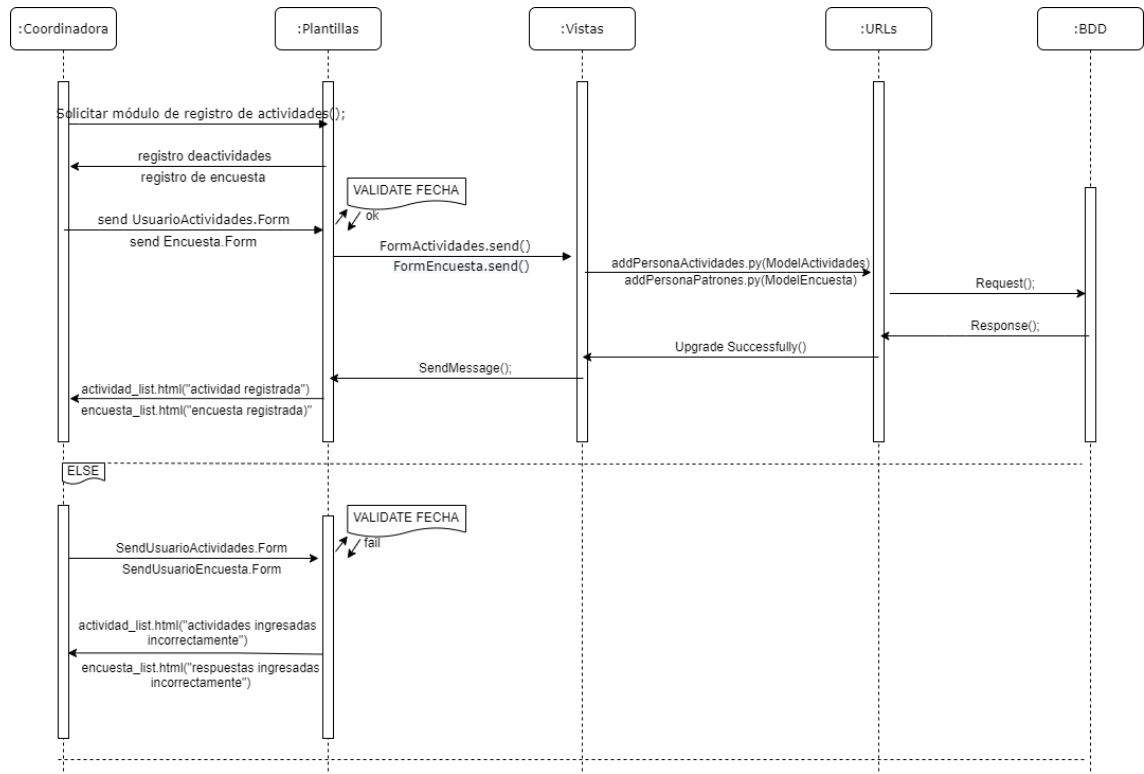 :Coordinadora
:Plantillas
:Vistas
:URLs
:BDD
Solicitar módulo de registro de actividades();
registro deactividades
registro de encuesta
VALIDATE FECHA
ok
send UsuarioActividades.Form
send Encuesta.Form
FormActividades.send()
FormEncuesta.send()
addPersonaActividades.py(ModelActividades)
addPersonaPatrones.py(ModelEncuesta)
Request();
Response();
Upgrade Successfully()
SendMessage();
actividad_list.html("actividad registrada")
encuesta_list.html("encuesta registrada)"
ELSE
VALIDATE FECHA
fail
SendUsuarioActividades.Form
SendUsuarioEncuesta.Form
actividad_list.html("actividades ingresadas
incorrectamente")
encuesta_list.html("respuestas ingresadas
incorrectamente")